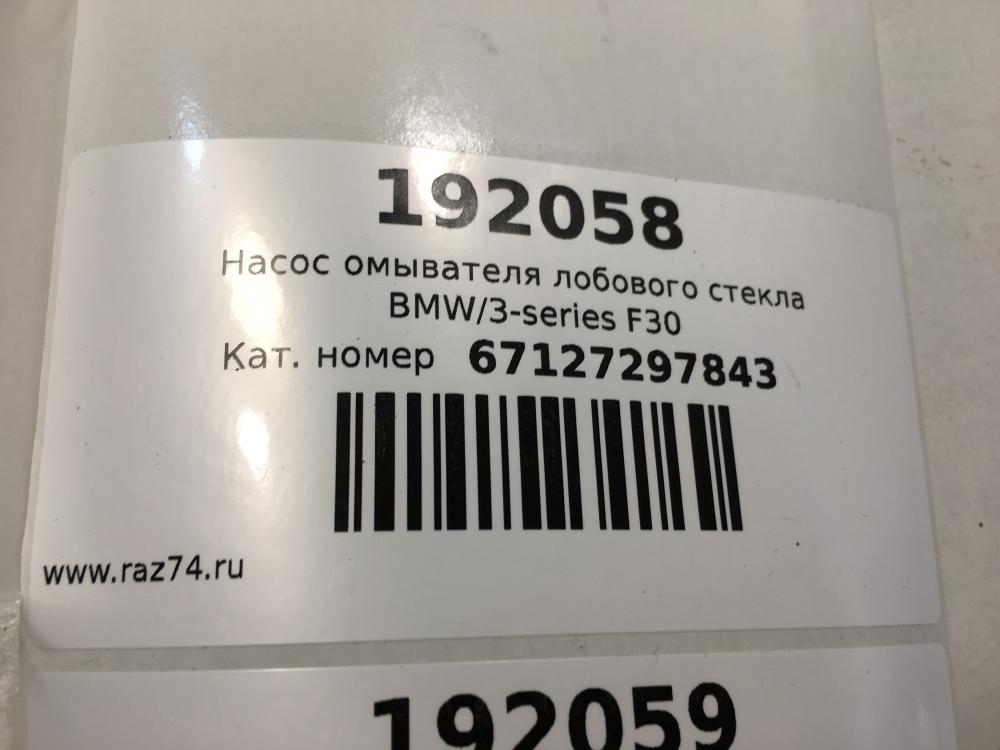 192058
Насос омывателя лобового стекла
BMW/3-series F30
Кат. номер 67127297843
www.raz74.ru
192059